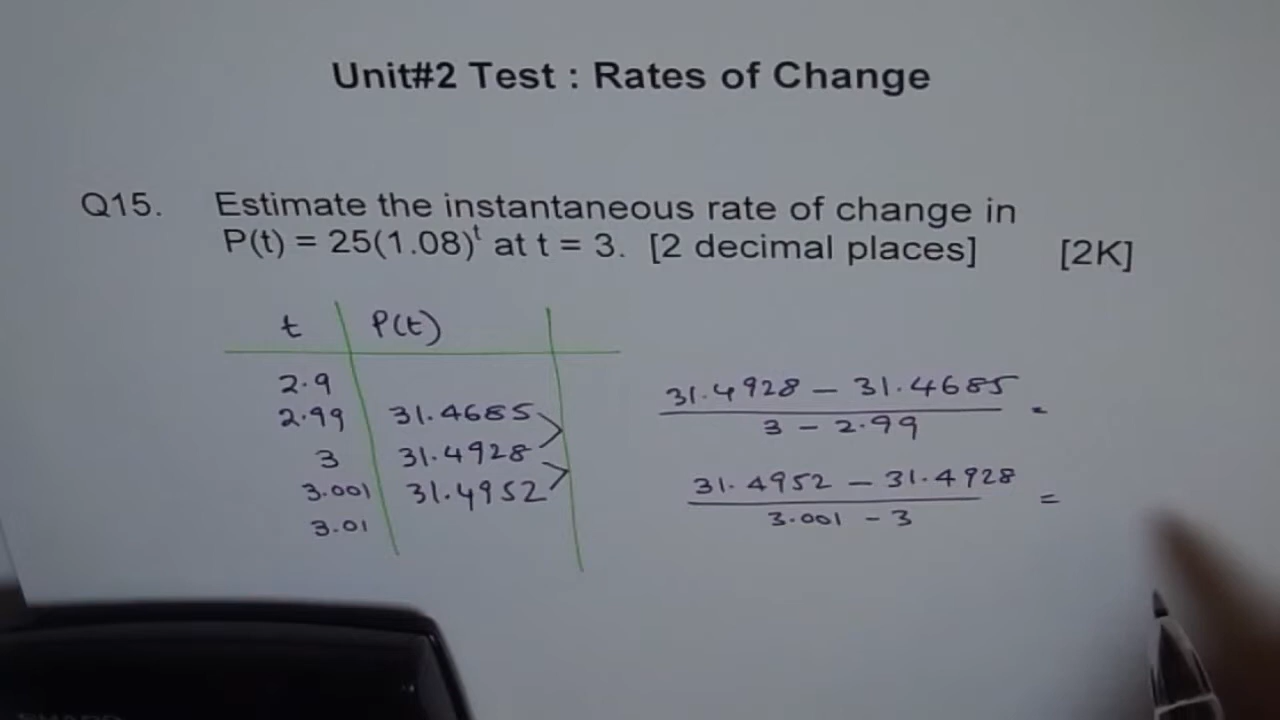 Unit#2 Test : Rates of Change
Q15. Estimate the instantaneous rate of change in
P(t) = 25(1.08)^t at t = 3. [2 decimal places] [2K]
t P(t)
2.9
2.99 31.4685
3 31.4928
3.001 31.4952
3.01
31.4928 - 31.4685
3 - 2.99
=
31.4952 - 31.4928
3.001 - 3
=